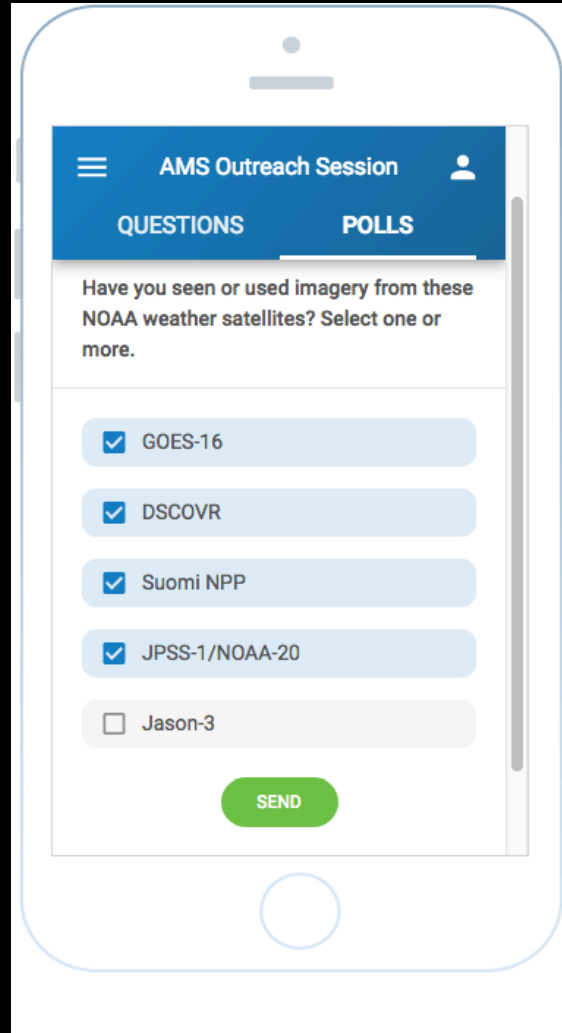 AMS Outreach Session
QUESTIONS POLLS
Have you seen or used imagery from these
NOAA weather satellites? Select one or
more.
GOES-16
DSCOVR
Suomi NPP
JPSS-1/NOAA-20
Jason-3
SEND